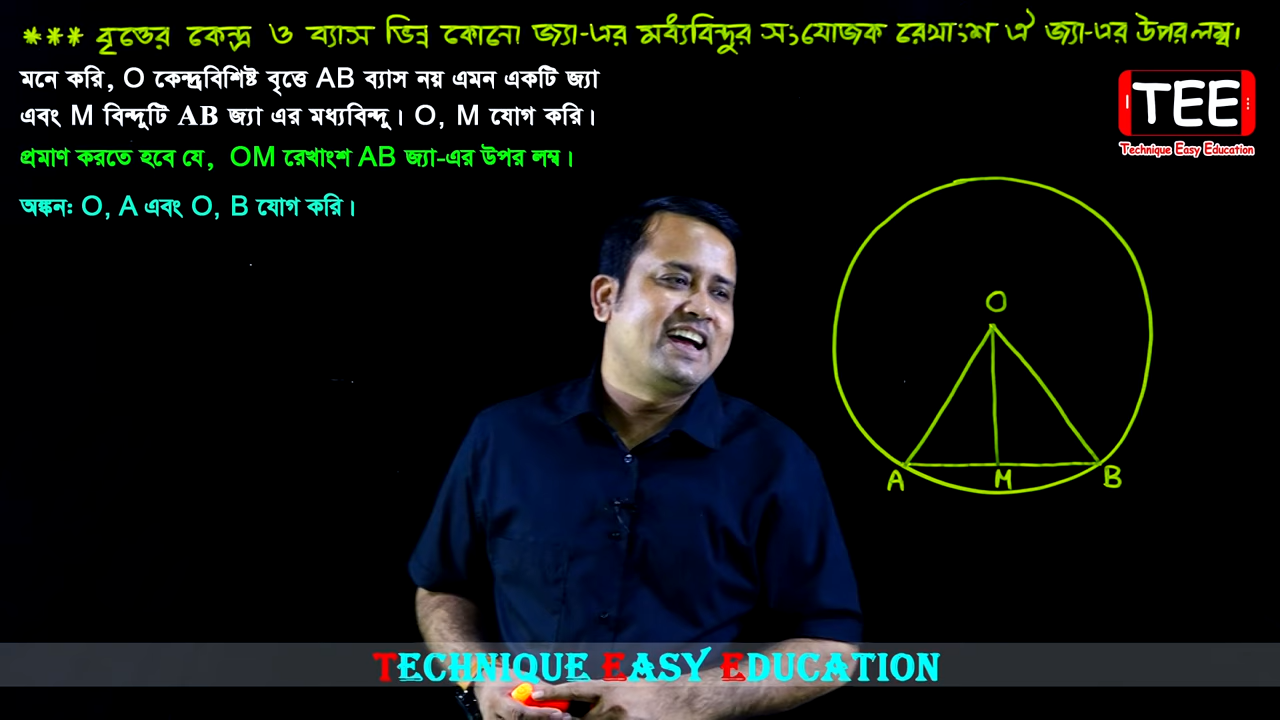 *** বৃত্তের কেন্দ্র ও ব্যাস ভিন্ন কোনো জ্যা-এর মধ্যবিন্দুর সংযোজক রেখাংশ ঐ জ্যা-এর উপর লম্ব।
মনে করি, O কেন্দ্রবিশিষ্ট বৃত্তে AB ব্যাস নয় এমন একটি জ্যা
এবং M বিন্দুটি AB জ্যা এর মধ্যবিন্দু। O, M যোগ করি।
প্রমাণ করতে হবে যে, OM রেখাংশ AB জ্যা-এর উপর লম্ব।
অঙ্কনঃ O, A এবং O, B যোগ করি।
TEE
Technique Easy Education
O
A M B
TECHNIQUE EASY EDUCATION